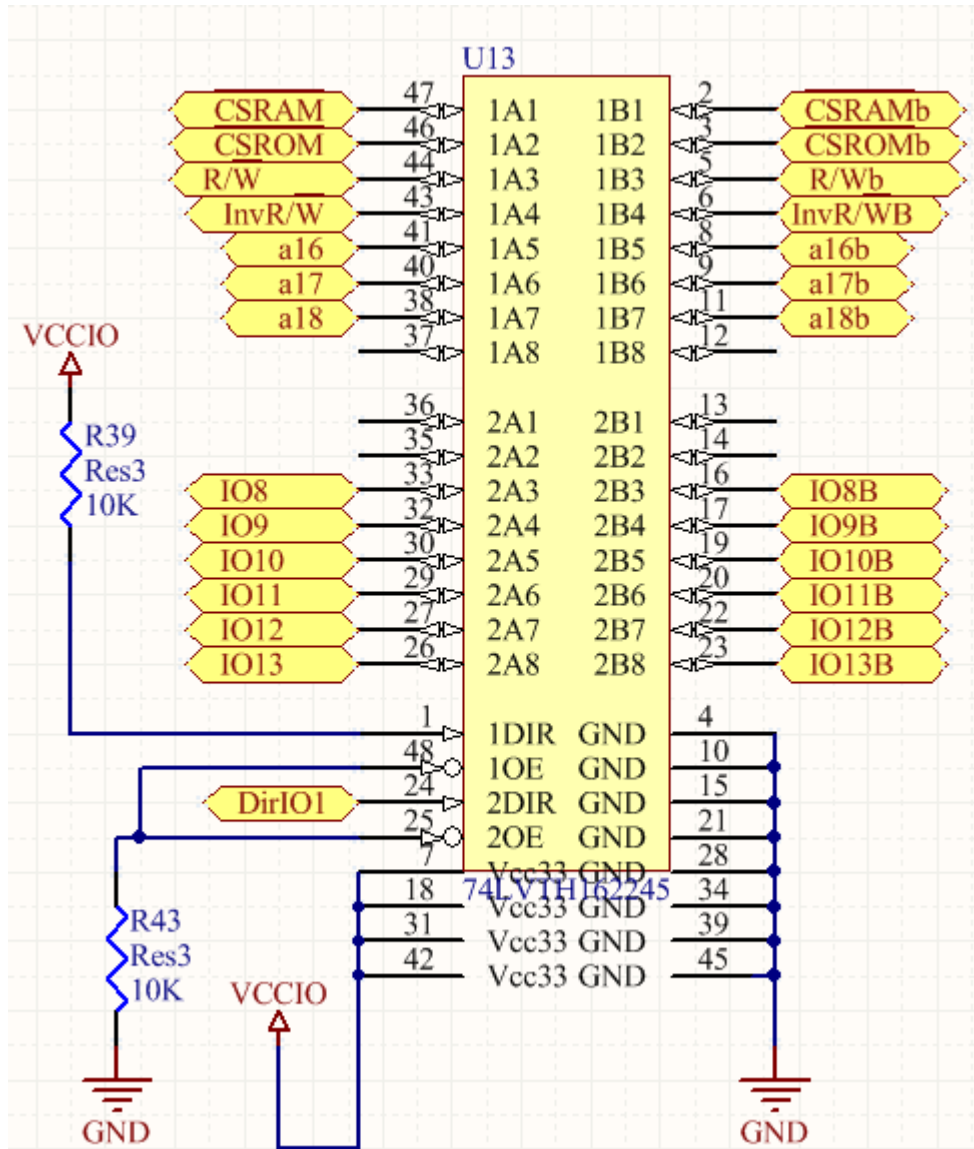 U13
CSRAM 47 1A1 1B1 2 CSRAMb
CSROM 46 1A2 1B2 3 CSROMb
R/W 44 1A3 1B3 5 R/Wb
InvR/W 43 1A4 1B4 6 InvR/WB
a16 41 1A5 1B5 8 a16b
a17 40 1A6 1B6 9 a17b
a18 38 1A7 1B7 11 a18b
VCCIO
37 1A8 1B8 12
36 2A1 2B1 13
R39
Res3
10K
35 2A2 2B2 14
IO8 33 2A3 2B3 16 IO8B
IO9 32 2A4 2B4 17 IO9B
IO10 30 2A5 2B5 19 IO10B
IO11 29 2A6 2B6 20 IO11B
IO12 27 2A7 2B7 22 IO12B
IO13 26 2A8 2B8 23 IO13B
1 1DIR GND 4
48 1OE GND 10
DirIO1 24 2DIR GND 15
25 2OE GND 21
7 Vcc33 GND 28
74LVTH162245
18 Vcc33 GND 34
31 Vcc33 GND 39
42 Vcc33 GND 45
R43
Res3
10K
VCCIO
GND
GND